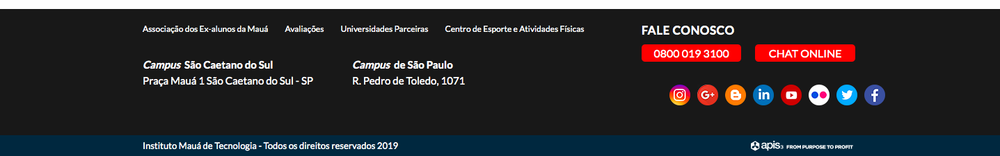 Associação dos Ex-alunos da Mauá Avaliações Universidades Parceiras Centro de Esporte e Atividades Físicas
Campus São Caetano do Sul
Praça Mauá 1 São Caetano do Sul - SP
Campus de São Paulo
R. Pedro de Toledo, 1071
FALE CONOSCO
0800 019 3100 CHAT ONLINE
G+ in f
Instituto Mauá de Tecnologia - Todos os direitos reservados 2019
apis3 FROM PURPOSE TO PROFIT